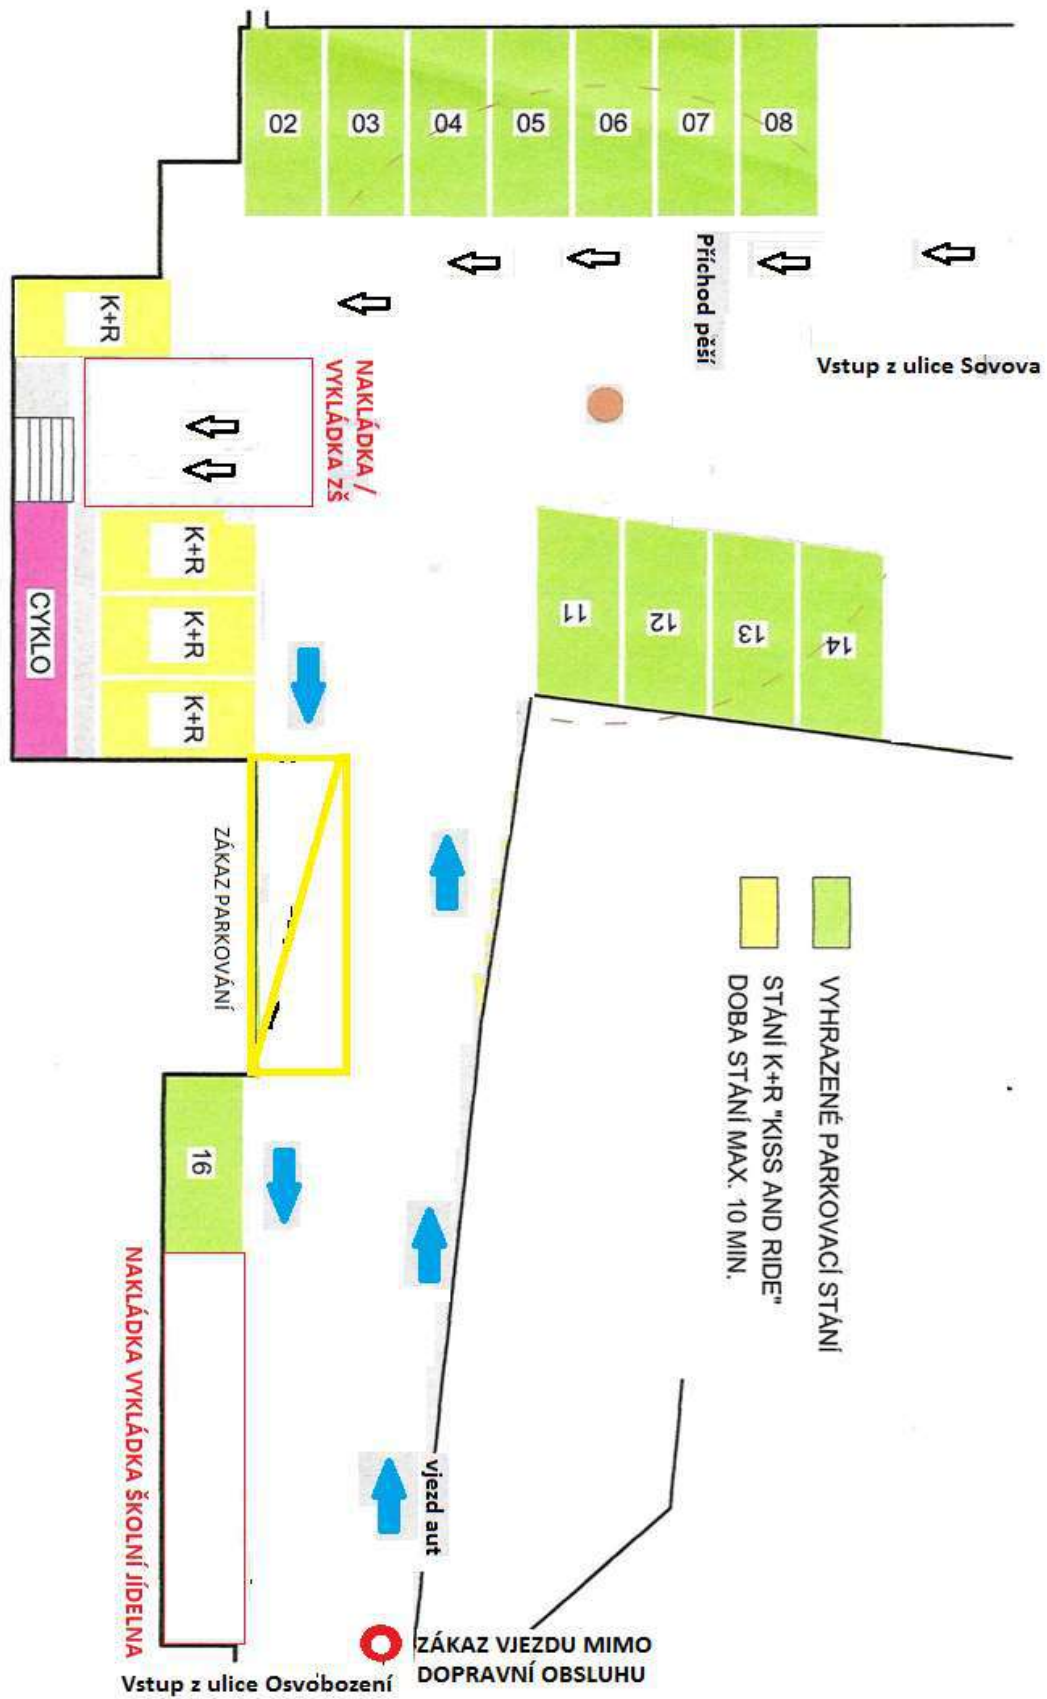 02
03
04
05
06
07
08
Příchod pěší
Vstup z ulice Sovova
K+R
NAKLÁDKA /
VYKLÁDKA ZŠ
K+R
K+R
K+R
CYKLO
11
12
13
14
ZÁKAZ PARKOVÁNÍ
VYHRAZENÉ PARKOVACÍ STÁNÍ
STÁNÍ K+R "KISS AND RIDE"
DOBA STÁNÍ MAX. 10 MIN.
16
NAKLÁDKA VYKLÁDKA ŠKOLNÍ JÍDELNA
vjezd aut
ZÁKAZ VJEZDU MIMO
DOPRAVNÍ OBSLUHU
Vstup z ulice Osvobození